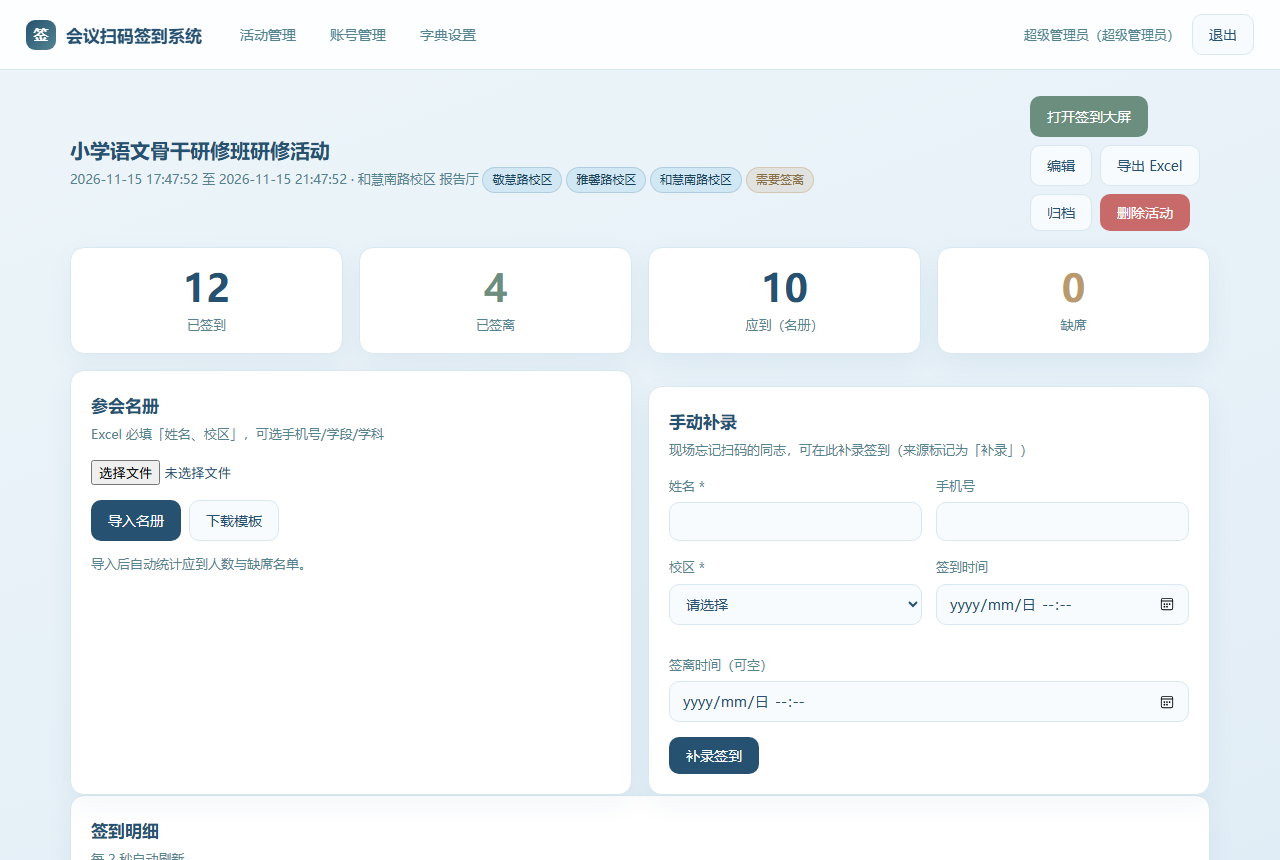 签 会议扫码签到系统 活动管理 账号管理 字典设置 超级管理员（超级管理员） 退出
打开签到大屏
小学语文骨干研修班研修活动
编辑 导出 Excel
2026-11-15 17:47:52 至 2026-11-15 21:47:52 · 和慧南路校区 报告厅 敬慧路校区 雅馨路校区 和慧南路校区 需要签离
归档 删除活动
12 4 10 0
已签到 已签离 应到（名册） 缺席
参会名册
Excel 必填「姓名、校区」，可选手机号/学段/学科
选择文件 未选择文件
导入名册 下载模板
导入后自动统计应到人数与缺席名单。
手动补录
现场忘记扫码的同志，可在此补录签到（来源标记为「补录」）
姓名 * 手机号
校区 * 签到时间
请选择 yyyy/mm/日 --:--
签离时间（可空）
yyyy/mm/日 --:--
补录签到
签到明细
每 2 秒自动刷新